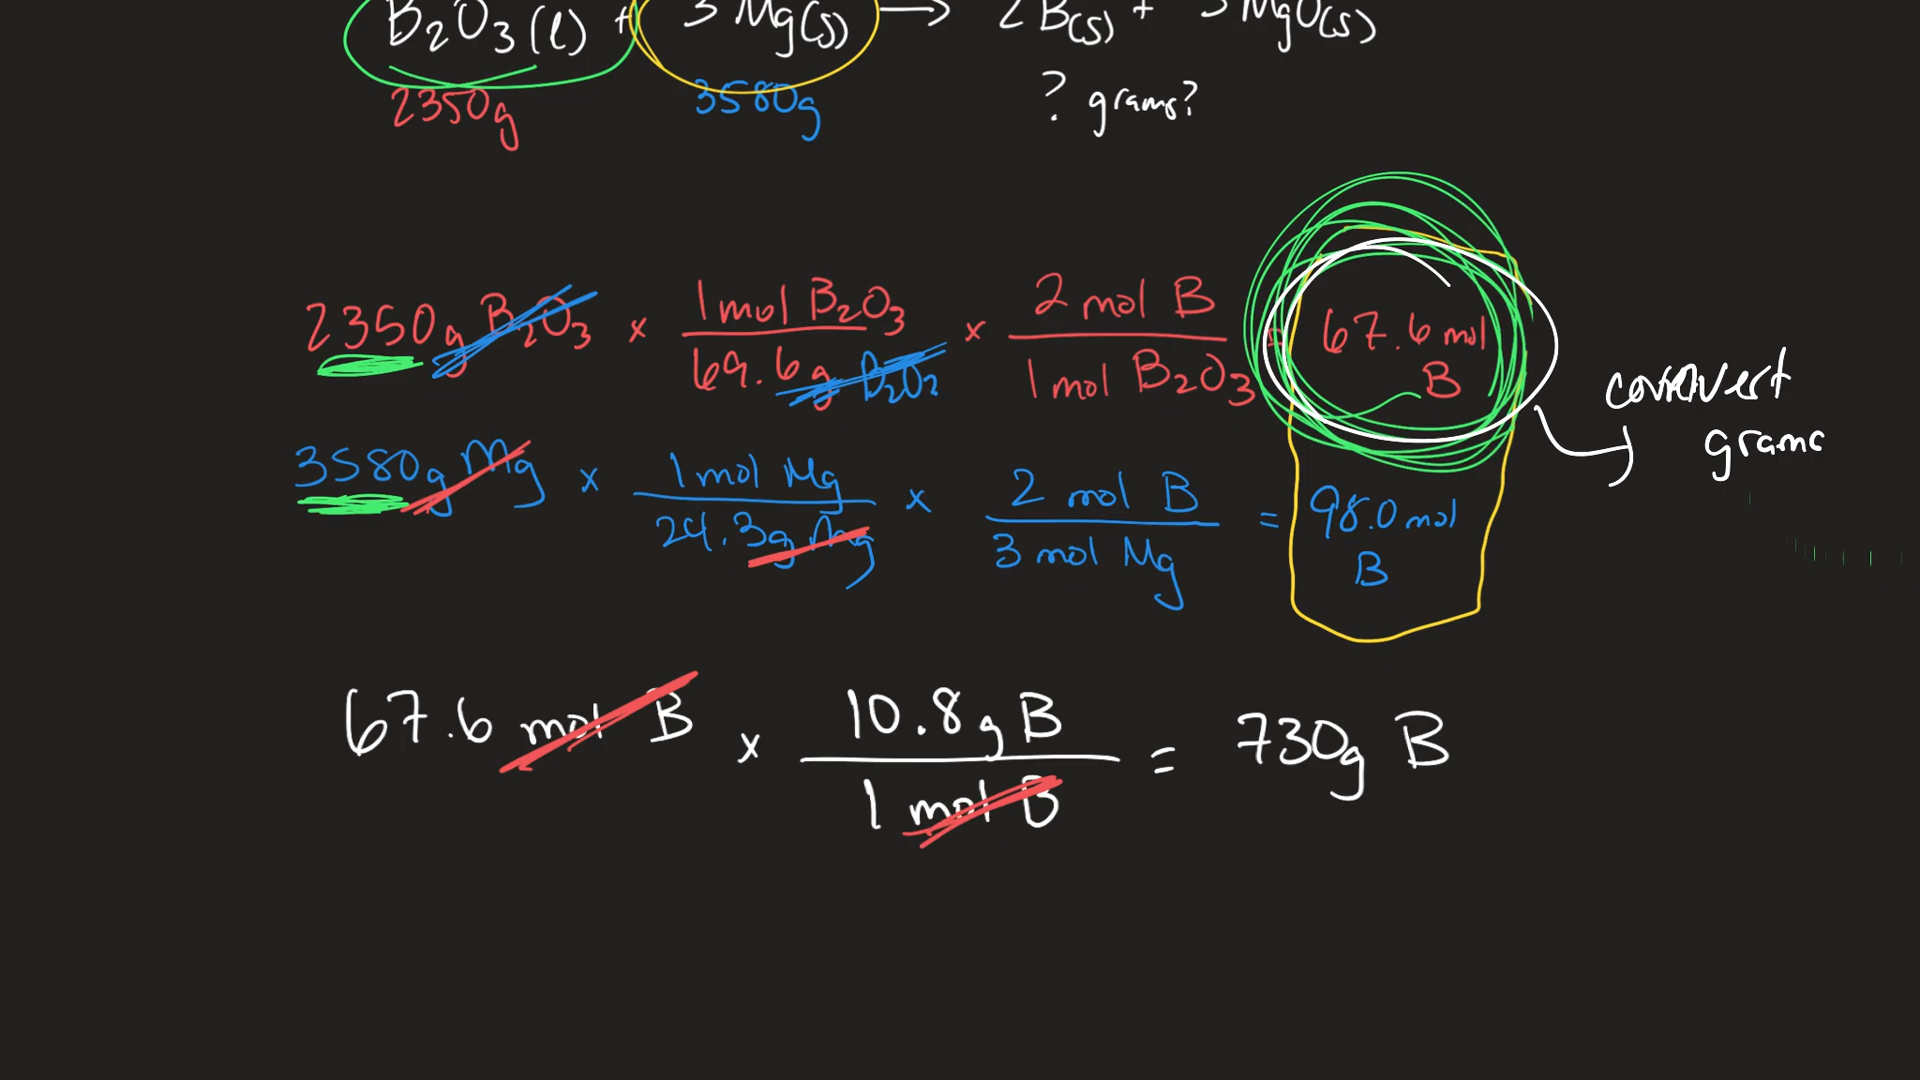 B₂O₃(l) + 3 Mg(s) → 2 B(s) + 3 MgO(s)
2350g 3580g ? grams?
2350g B₂O₃ × 1 mol B₂O₃ / 69.6g B₂O₂ × 2 mol B / 1 mol B₂O₃ = 67.6 mol B
convert grams
3580g Mg × 1 mol Mg / 24.3g Mg × 2 mol B / 3 mol Mg = 98.0 mol B
67.6 mol B × 10.8g B / 1 mol B = 730g B